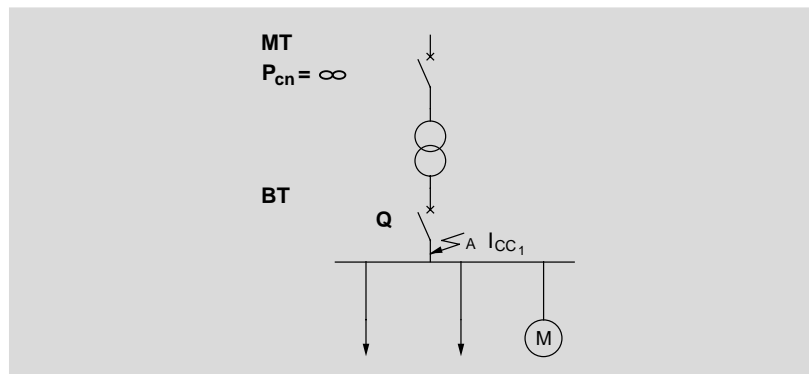 MT
Pcn = ∞
BT
Q
A ICC1
M